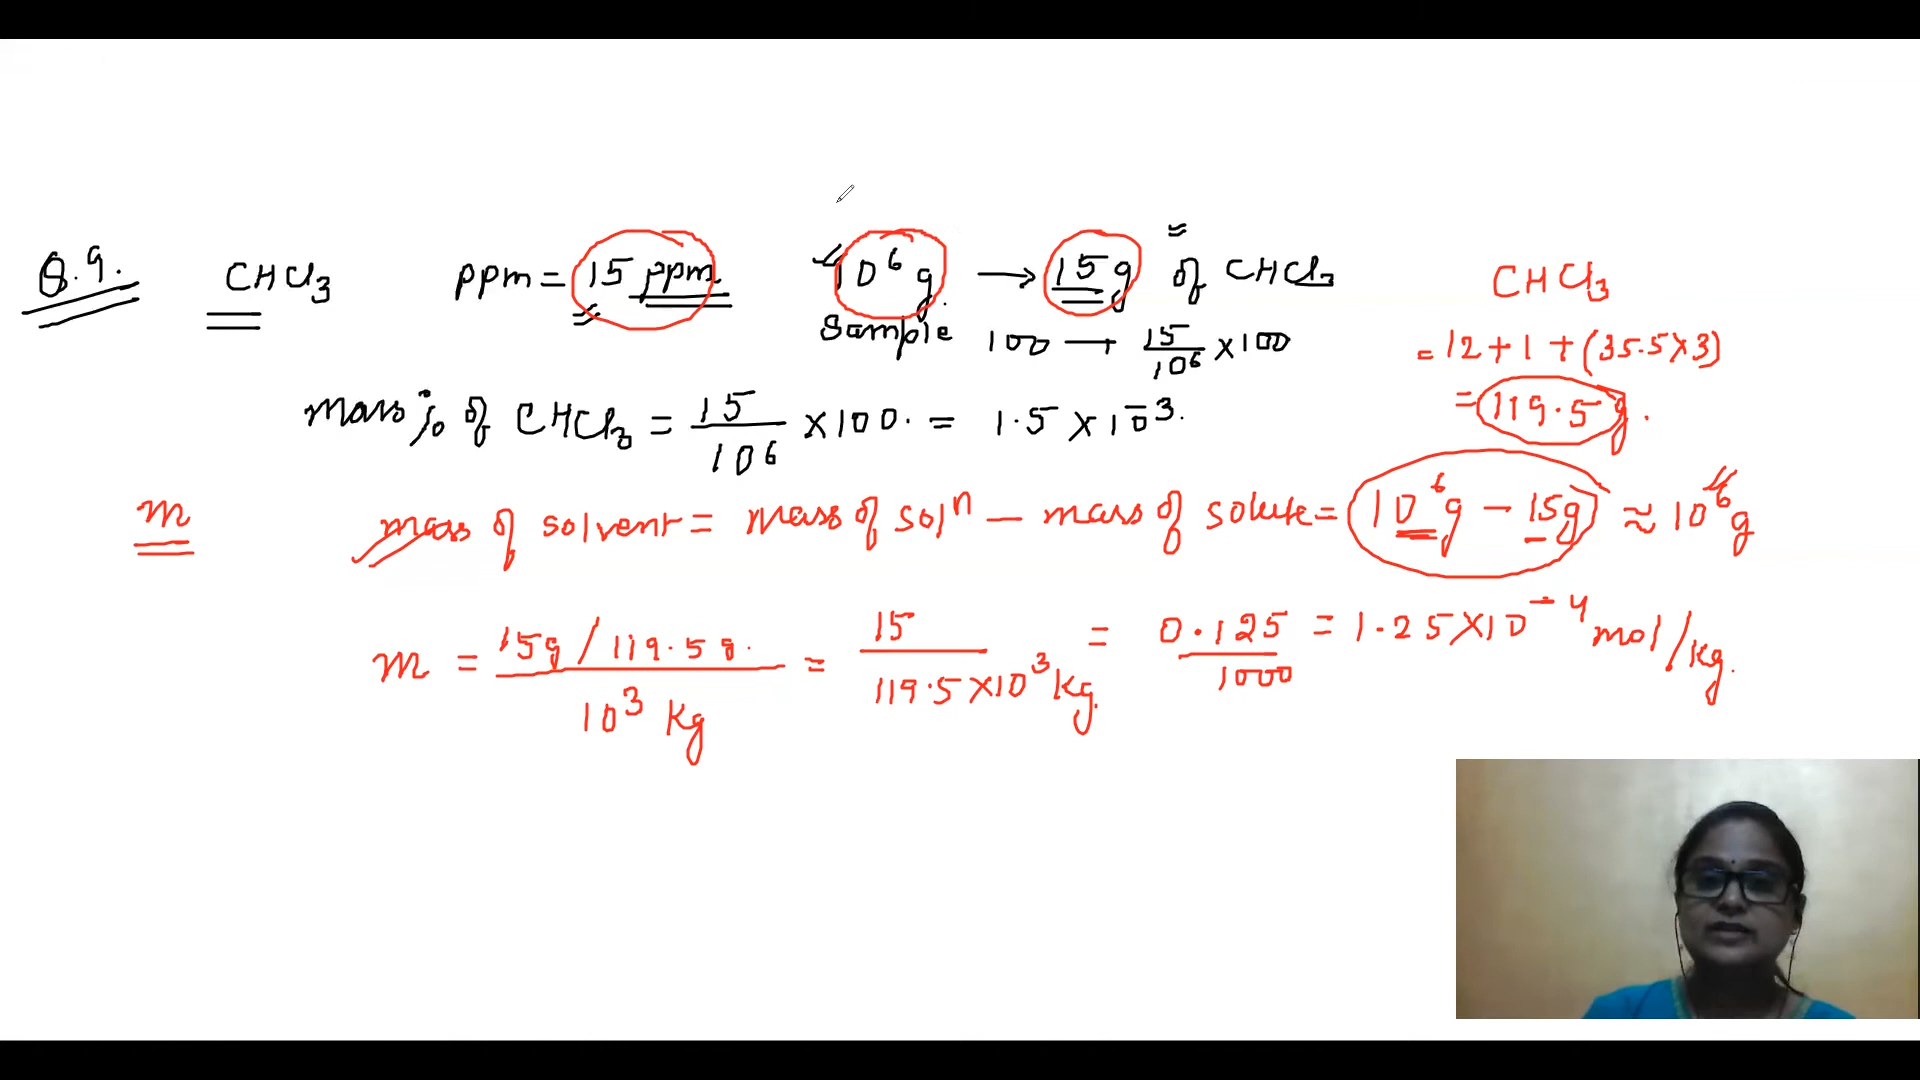 Q.9. CHCl3 ppm = 15 ppm 10^6 g → 15 g of CHCl3
Sample 100 → 15/10^6 × 100
mass % of CHCl3 = 15/10^6 × 100. = 1.5 × 10^-3.
CHCl3
= 12 + 1 + (35.5 × 3)
= 119.5 g.
m mass of solvent = mass of sol^n − mass of solute = 10^6 g − 15g ≈ 10^6 g
m = 15g / 119.5 g. / 10^3 Kg = 15 / 119.5 × 10^3 Kg. = 0.125 / 1000 = 1.25 × 10^-4 mol/kg.